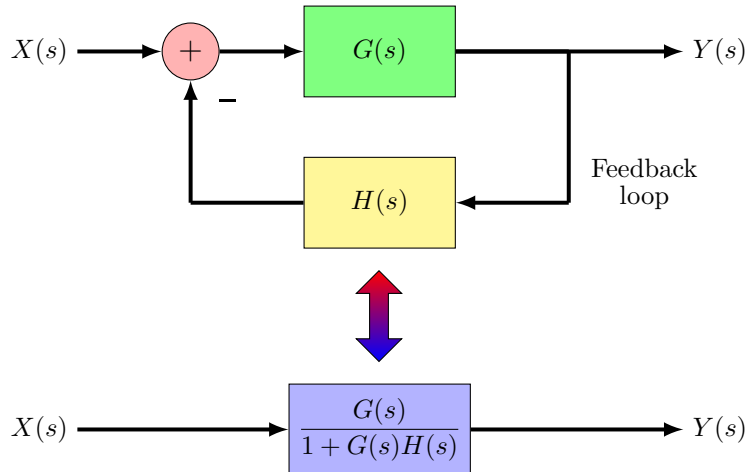 X(s) + G(s) Y(s)
−
H(s)
Feedback
loop
X(s) G(s) Y(s)
1 + G(s)H(s)